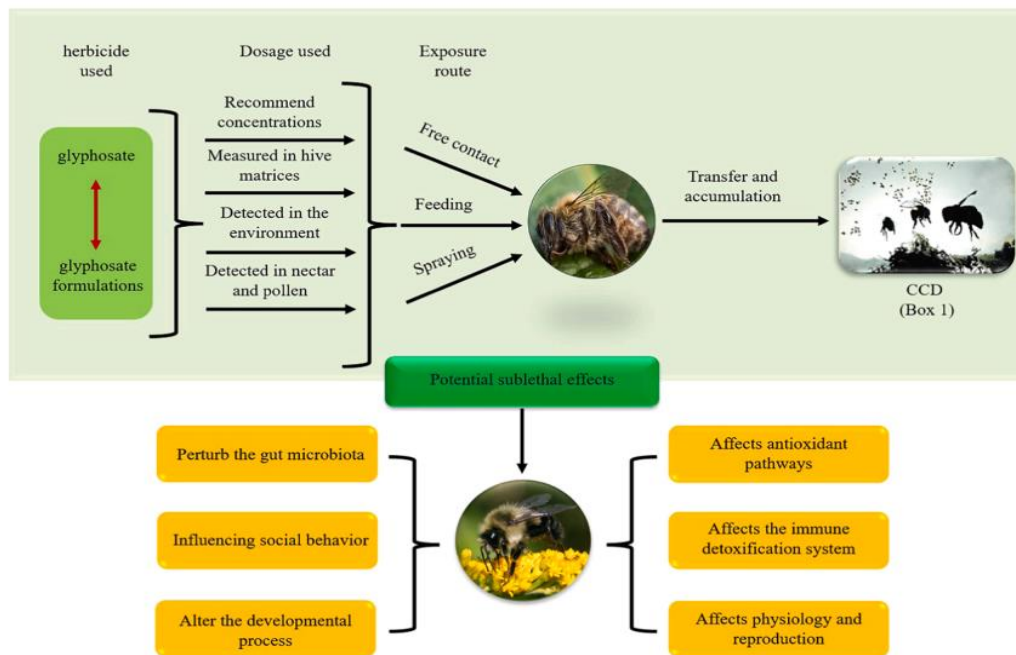 herbicide
used
Dosage used
Exposure
route
glyphosate
glyphosate
formulations
Recommend
concentrations
Measured in hive
matrices
Detected in the
environment
Detected in nectar
and pollen
Free contact
Feeding
Spraying
Transfer and
accumulation
CCD
(Box 1)
Potential sublethal effects
Perturb the gut microbiota
Influencing social behavior
Alter the developmental
process
Affects antioxidant
pathways
Affects the immune
detoxification system
Affects physiology and
reproduction